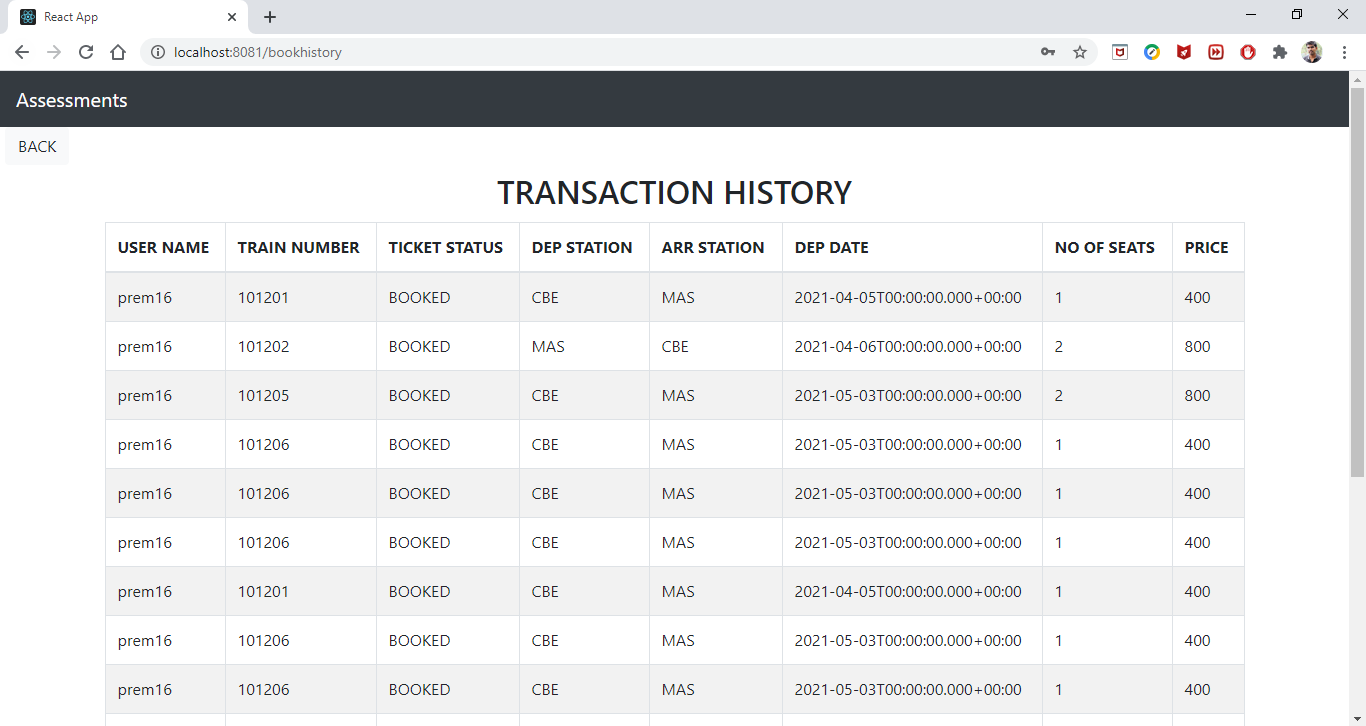 React App
localhost:8081/bookhistory
Assessments
BACK
TRANSACTION HISTORY
USER NAME TRAIN NUMBER TICKET STATUS DEP STATION ARR STATION DEP DATE NO OF SEATS PRICE
prem16 101201 BOOKED CBE MAS 2021-04-05T00:00:00.000+00:00 1 400
prem16 101202 BOOKED MAS CBE 2021-04-06T00:00:00.000+00:00 2 800
prem16 101205 BOOKED CBE MAS 2021-05-03T00:00:00.000+00:00 2 800
prem16 101206 BOOKED CBE MAS 2021-05-03T00:00:00.000+00:00 1 400
prem16 101206 BOOKED CBE MAS 2021-05-03T00:00:00.000+00:00 1 400
prem16 101206 BOOKED CBE MAS 2021-05-03T00:00:00.000+00:00 1 400
prem16 101201 BOOKED CBE MAS 2021-04-05T00:00:00.000+00:00 1 400
prem16 101206 BOOKED CBE MAS 2021-05-03T00:00:00.000+00:00 1 400
prem16 101206 BOOKED CBE MAS 2021-05-03T00:00:00.000+00:00 1 400